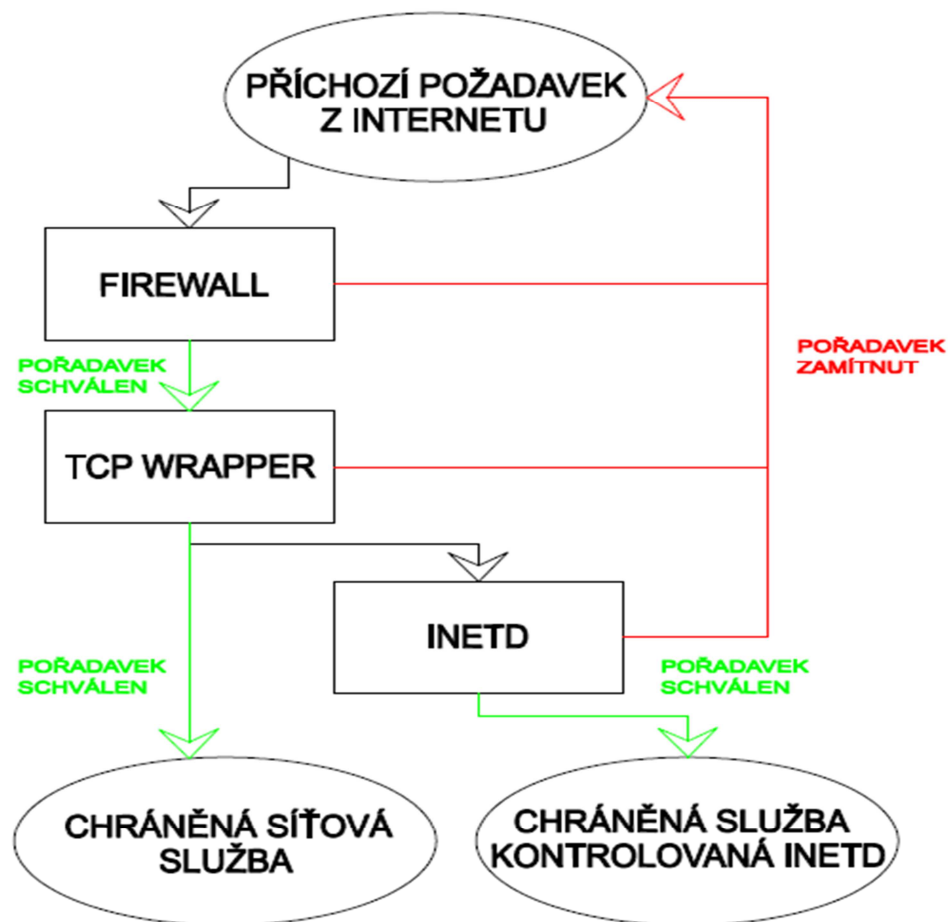 PŘÍCHOZÍ POŽADAVEK
Z INTERNETU
FIREWALL
POŘADAVEK
SCHVÁLEN
POŘADAVEK
ZAMÍTNUT
TCP WRAPPER
INETD
POŘADAVEK
SCHVÁLEN
POŘADAVEK
SCHVÁLEN
CHRÁNĚNÁ SÍŤOVÁ
SLUŽBA
CHRÁNĚNÁ SLUŽBA
KONTROLOVANÁ INETD